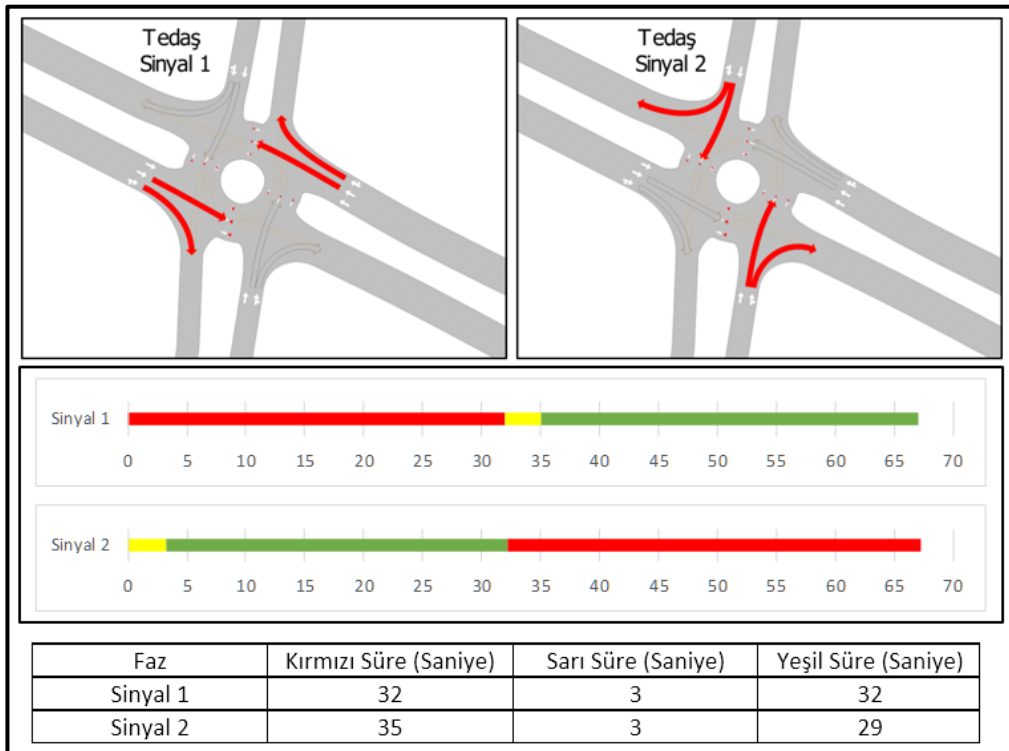 Tedaş
Sinyal 1
Tedaş
Sinyal 2
Sinyal 1
0 5 10 15 20 25 30 35 40 45 50 55 60 65 70
Sinyal 2
0 5 10 15 20 25 30 35 40 45 50 55 60 65 70
Faz Kırmızı Süre (Saniye) Sarı Süre (Saniye) Yeşil Süre (Saniye)
Sinyal 1 32 3 32
Sinyal 2 35 3 29